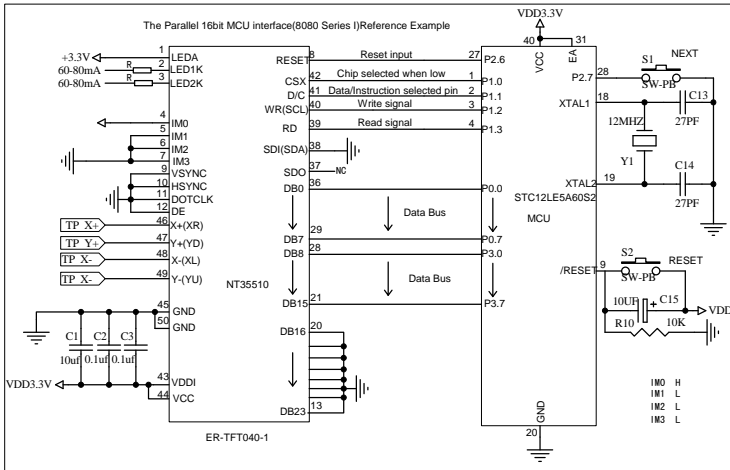 The Parallel 16bit MCU interface(8080 Series I)Reference Example
+3.3V 1 LEDA
60-80mA R 2 LED1K
60-80mA R 3 LED2K
4 IM0
5 IM1
6 IM2
7 IM3
9 VSYNC
10 HSYNC
11 DOTCLK
12 DE
TP X+ 46 X+(XR)
TP Y+ 47 Y+(YD)
TP X- 48 X-(XL)
TP X- 49 Y-(YU)
45 GND
50 GND
C1 C2 C3
10uf 0.1uf 0.1uf
VDD3.3V 43 VDDI
44 VCC
NT35510
ER-TFT040-1
RESET 8 Reset input 27 P2.6
CSX 42 Chip selected when low 1 P1.0
D/C 41 Data/Instruction selected pin 2 P1.1
WR(SCL) 40 Write signal 3 P1.2
RD 39 Read signal 4 P1.3
SDI(SDA) 38
SDO 37 NC
DB0 36 P0.0
Data Bus
DB7 29 P0.7
DB8 28 P3.0
Data Bus
DB15 21 P3.7
DB16 20
DB23 13
VDD3.3V
40 31
VCC EA
STC12LE5A60S2
MCU
GND
20
P2.7 28 S1 NEXT
SW-PB
XTAL1 18 C13
12MHZ 27PF
Y1
XTAL2 19 C14
27PF
/RESET 9 S2 RESET
SW-PB
10UF + C15 VDD
R10 10K
IM0 H
IM1 L
IM2 L
IM3 L